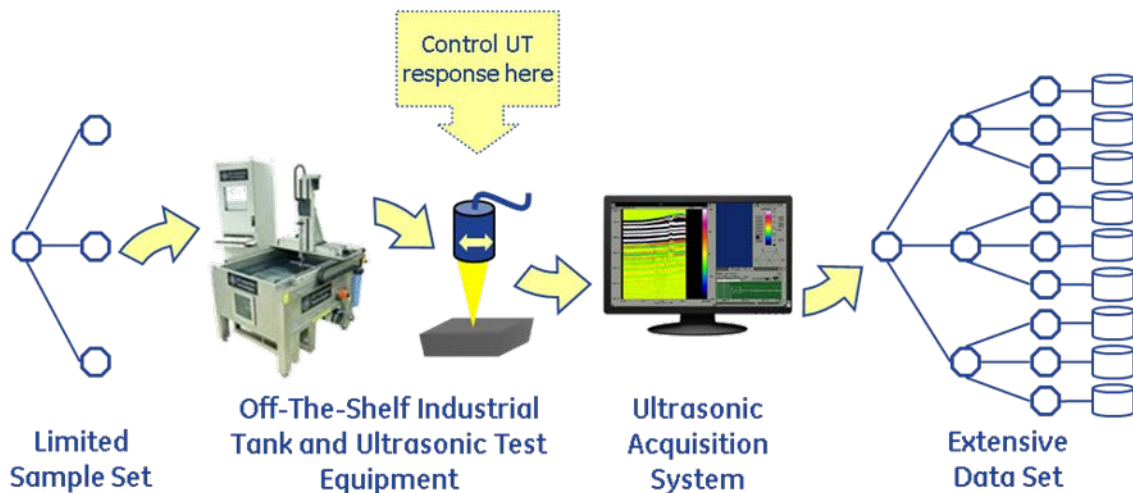 Control UT
response here
Limited
Sample Set
Off-The-Shelf Industrial
Tank and Ultrasonic Test
Equipment
Ultrasonic
Acquisition
System
Extensive
Data Set